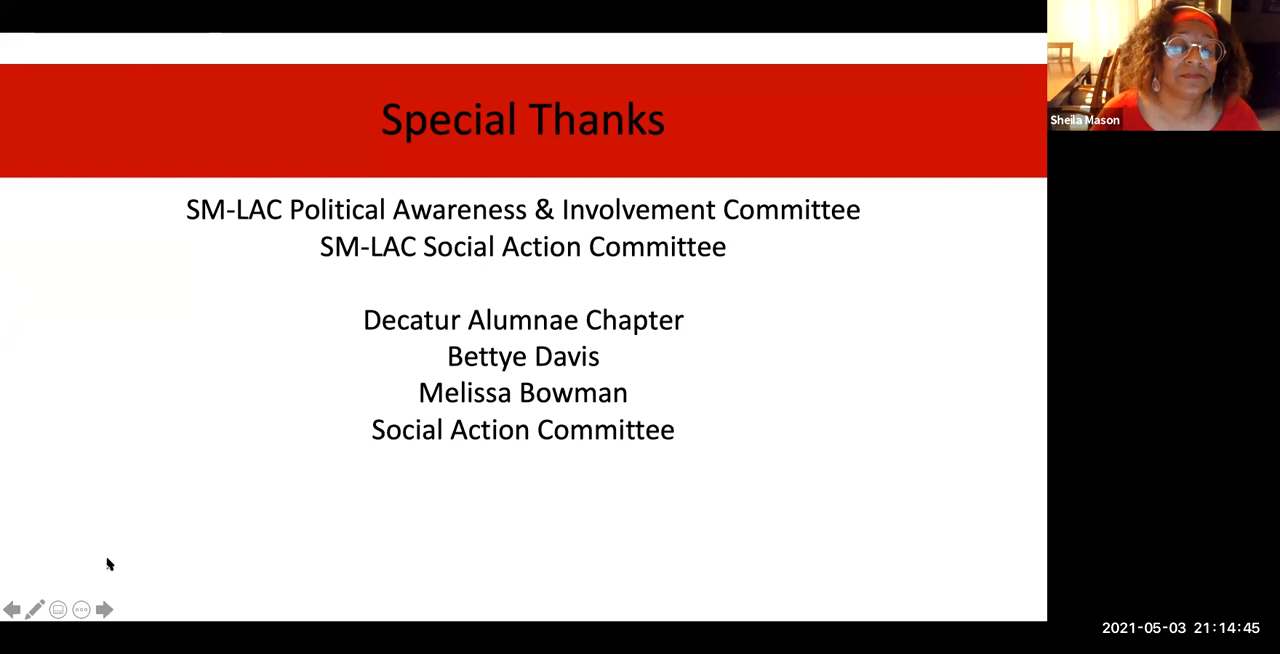 Special Thanks
SM-LAC Political Awareness & Involvement Committee
SM-LAC Social Action Committee
Decatur Alumnae Chapter
Bettye Davis
Melissa Bowman
Social Action Committee
Sheila Mason
2021-05-03 21:14:45